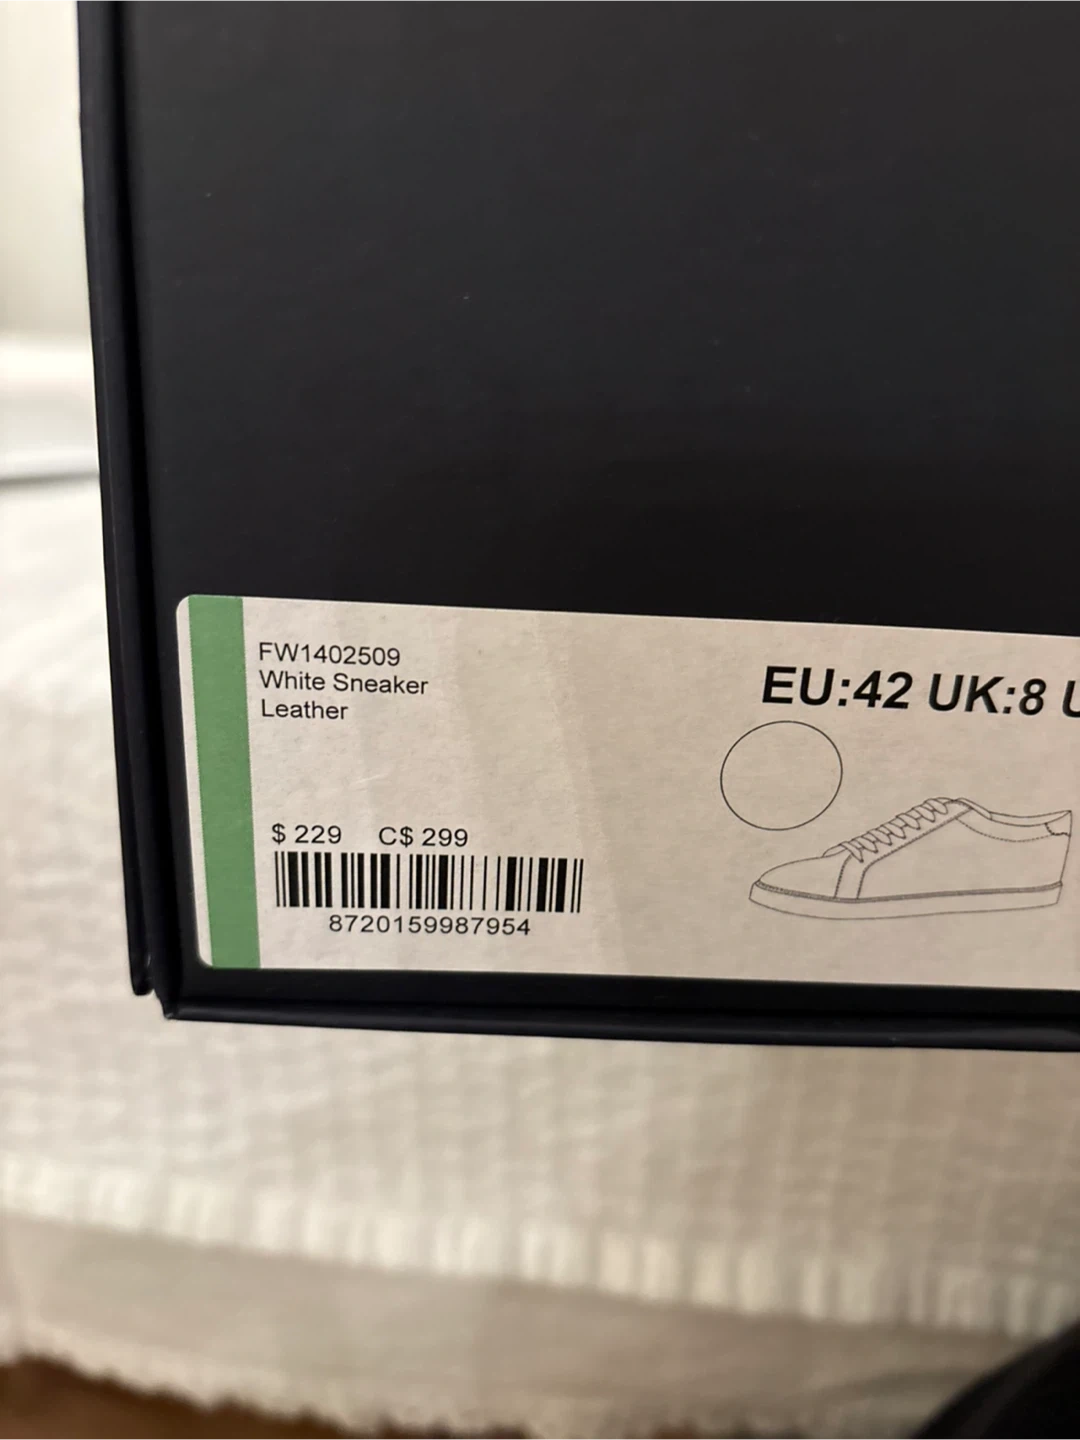 FW1402509
White Sneaker
Leather
EU:42 UK:8
$ 229 C$ 299
8720159987954